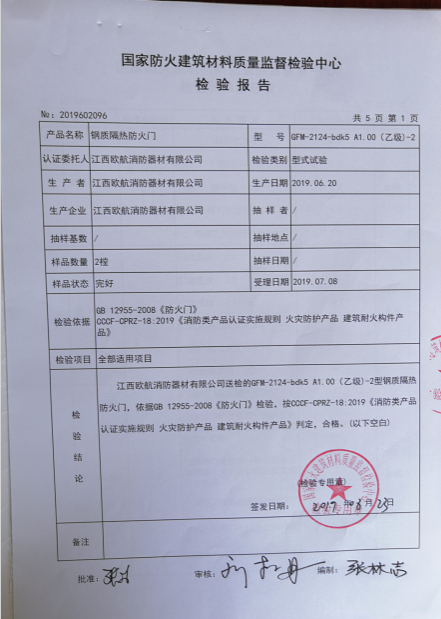 国家防火建筑材料质量监督检验中心
检 验 报 告
№：2019602096 共 5 页 第 1 页
产品名称 钢质隔热防火门 型 号 GFM-2124-bdk5 A1.00（乙级)-2
认证委托人 江西欧航消防器材有限公司 检验类别 型式试验
生 产 者 江西欧航消防器材有限公司 生产日期 2019.06.20
生产企业 江西欧航消防器材有限公司 抽 样 者 /
抽样基数 / 抽样地点 /
样品数量 2樘 抽样日期 /
样品状态 完好 受理日期 2019.07.08
检验依据 GB 12955-2008《防火门》
CCCF-CPRZ-18:2019《消防类产品认证实施规则 火灾防护产品 建筑耐火构件产
品》
检验项目 全部适用项目
检验结论
江西欧航消防器材有限公司送检的GFM-2124-bdk5 A1.00（乙级)-2型钢质隔热
防火门，依据GB 12955-2008《防火门》检验，按CCCF-CPRZ-18:2019《消防类产品
认证实施规则 火灾防护产品 建筑耐火构件产品》判定，合格。(以下空白)
(检验专用章)
签发日期： 2019 年 月 23日
备注
批准： 审核： 编制： 张林吉